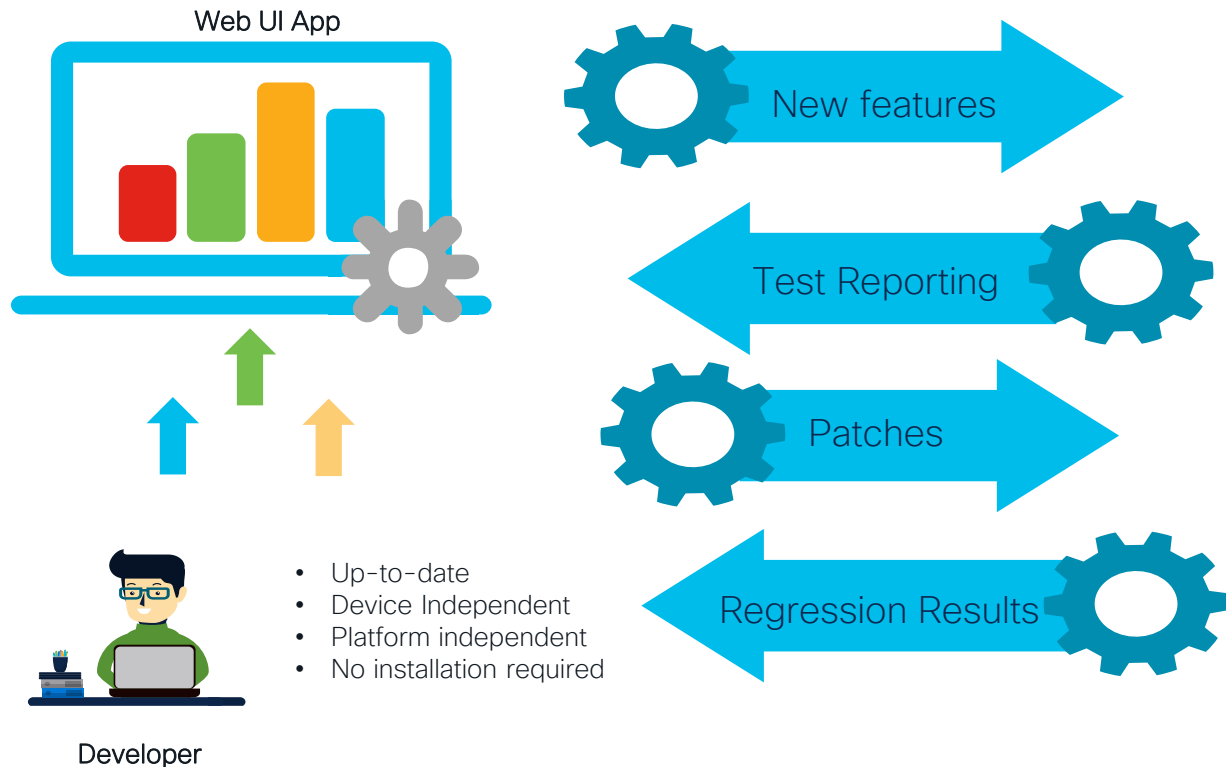 Web UI App
New features
Test Reporting
Patches
Regression Results
• Up-to-date
• Device Independent
• Platform independent
• No installation required
Developer